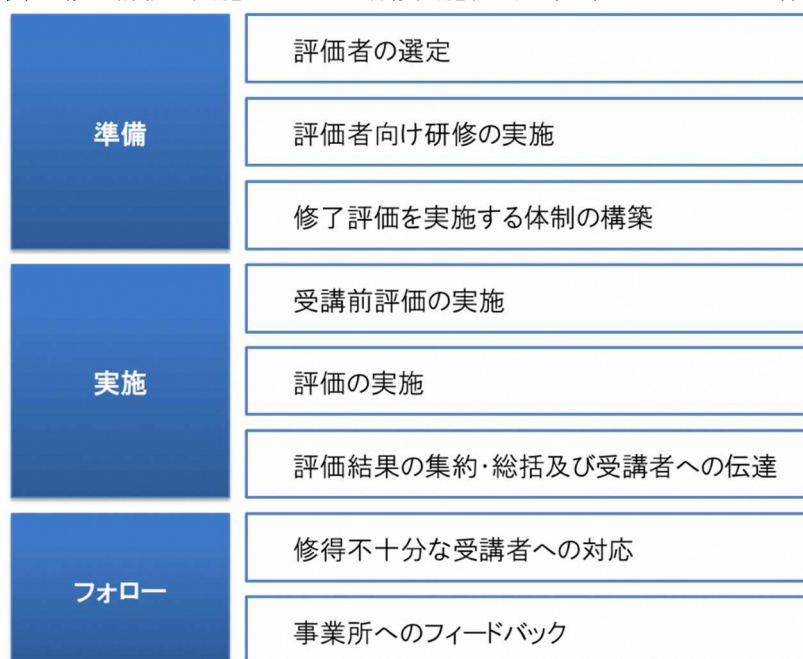 準備
評価者の選定
評価者向け研修の実施
修了評価を実施する体制の構築
実施
受講前評価の実施
評価の実施
評価結果の集約・総括及び受講者への伝達
フォロー
修得不十分な受講者への対応
事業所へのフィードバック